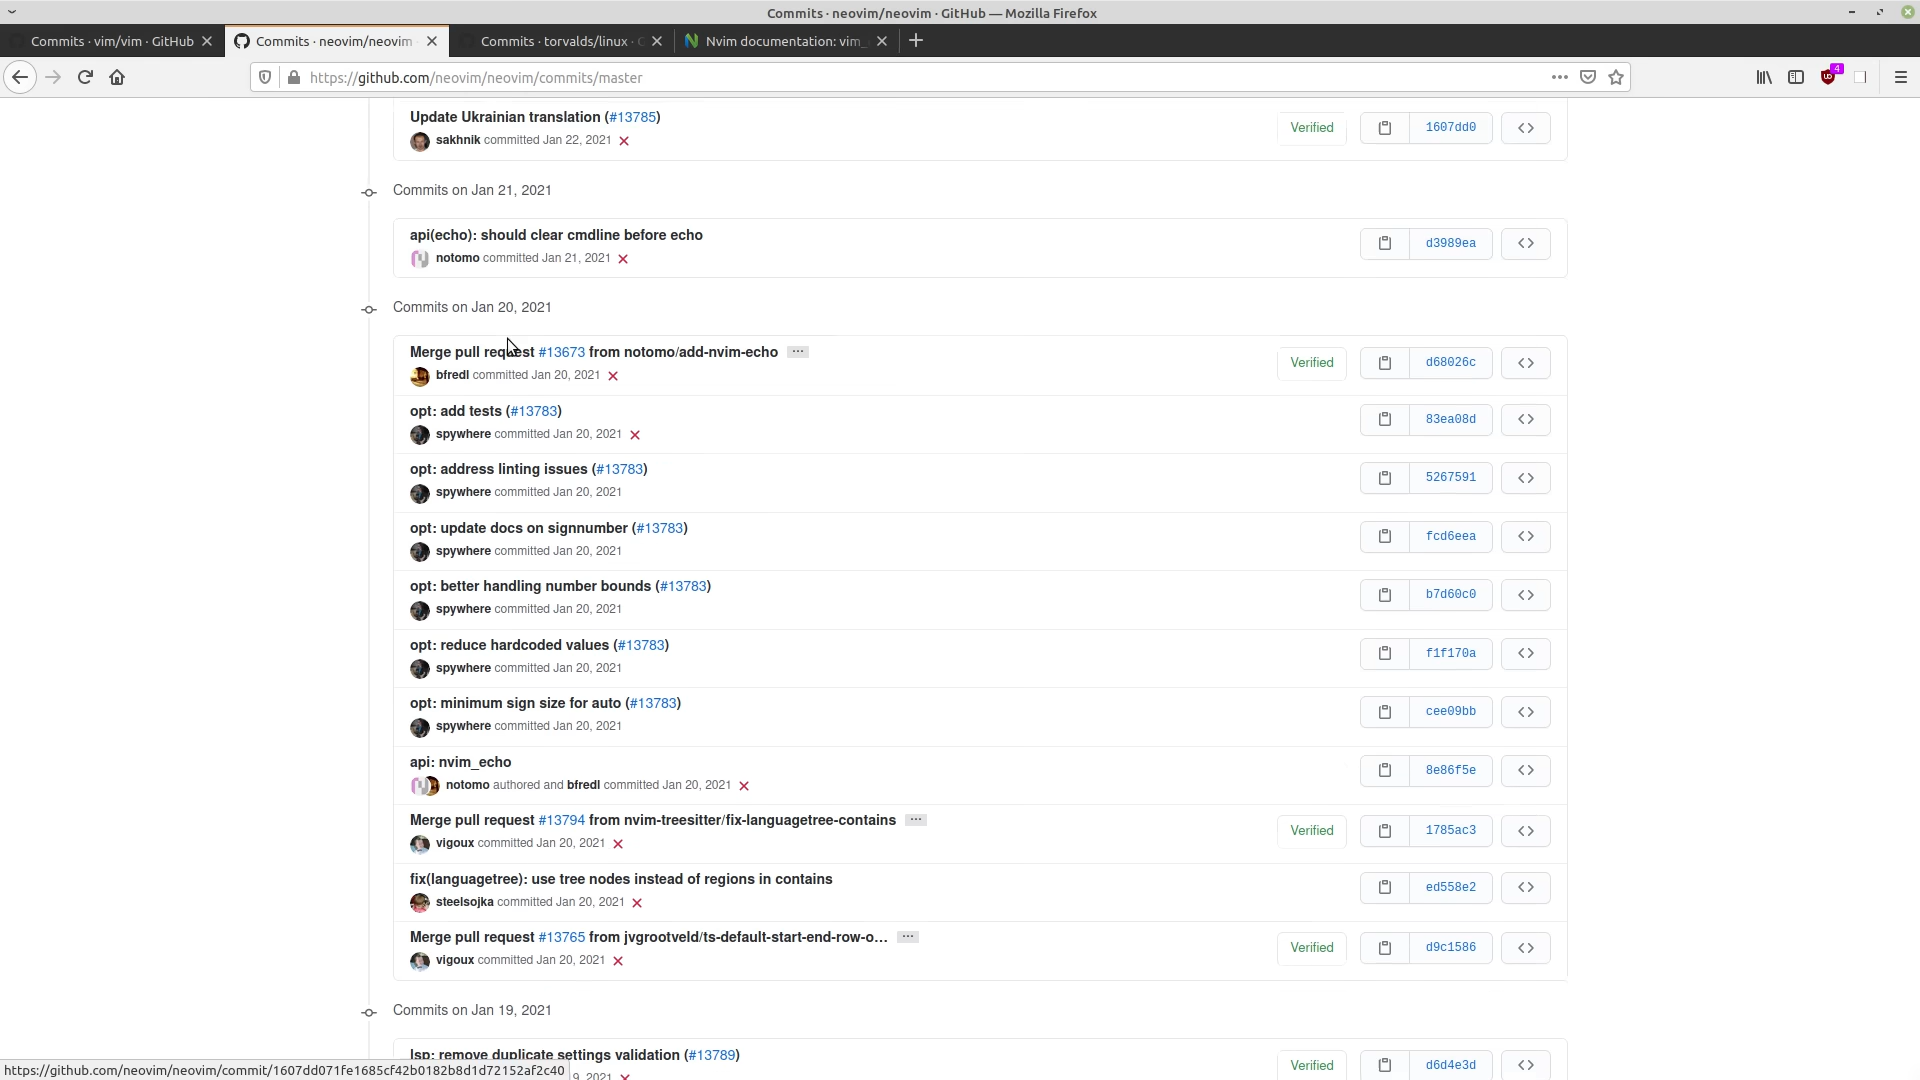 Commits · neovim/neovim · GitHub — Mozilla Firefox
Commits · vim/vim · GitHub
Commits · neovim/neovim
Commits · torvalds/linux ·
Nvim documentation: vim_
https://github.com/neovim/neovim/commits/master
4
Update Ukrainian translation (#13785)
sakhnik committed Jan 22, 2021
Verified
1607dd0
Commits on Jan 21, 2021
api(echo): should clear cmdline before echo
notomo committed Jan 21, 2021
d3989ea
Commits on Jan 20, 2021
Merge pull request #13673 from notomo/add-nvim-echo …
bfredl committed Jan 20, 2021
Verified
d68026c
opt: add tests (#13783)
spywhere committed Jan 20, 2021
83ea08d
opt: address linting issues (#13783)
spywhere committed Jan 20, 2021
5267591
opt: update docs on signnumber (#13783)
spywhere committed Jan 20, 2021
fcd6eea
opt: better handling number bounds (#13783)
spywhere committed Jan 20, 2021
b7d60c0
opt: reduce hardcoded values (#13783)
spywhere committed Jan 20, 2021
f1f170a
opt: minimum sign size for auto (#13783)
spywhere committed Jan 20, 2021
cee09bb
api: nvim_echo
notomo authored and bfredl committed Jan 20, 2021
8e86f5e
Merge pull request #13794 from nvim-treesitter/fix-languagetree-contains …
vigoux committed Jan 20, 2021
Verified
1785ac3
fix(languagetree): use tree nodes instead of regions in contains
steelsojka committed Jan 20, 2021
ed558e2
Merge pull request #13765 from jvgrootveld/ts-default-start-end-row-o… …
vigoux committed Jan 20, 2021
Verified
d9c1586
Commits on Jan 19, 2021
lsp: remove duplicate settings validation (#13789)
9, 2021
Verified
d6d4e3d
https://github.com/neovim/neovim/commit/1607dd071fe1685cf42b0182b8d1d72152af2c40